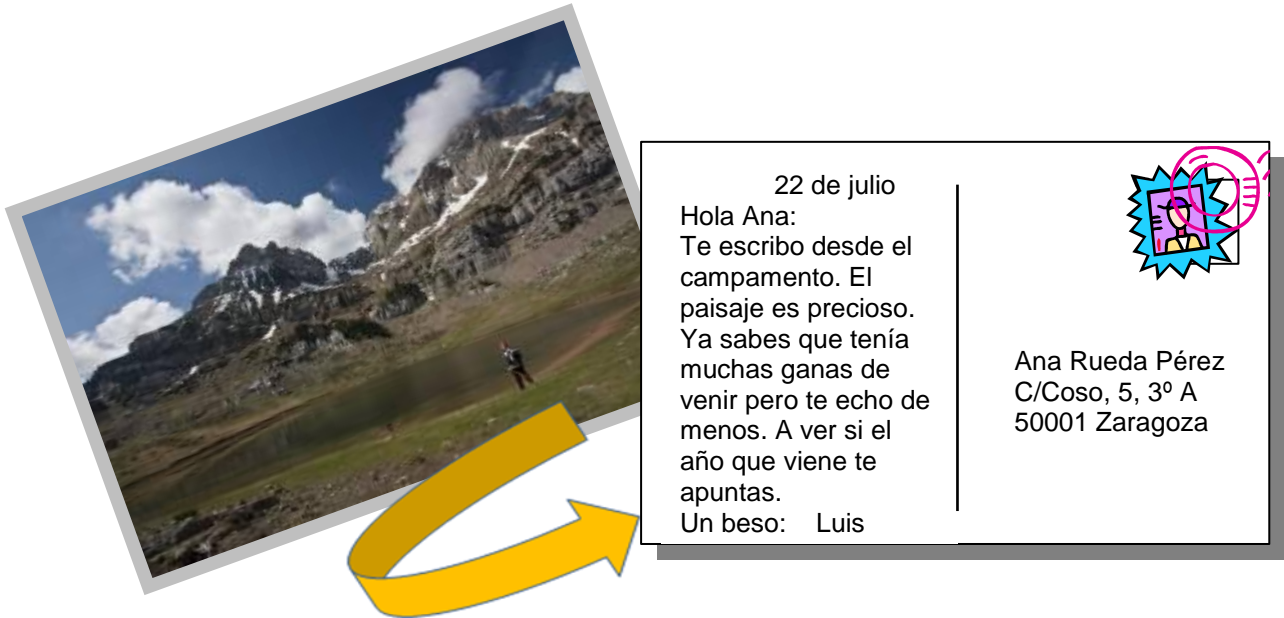 22 de julio
Hola Ana:
Te escribo desde el
campamento. El
paisaje es precioso.
Ya sabes que tenía
muchas ganas de
venir pero te echo de
menos. A ver si el
año que viene te
apuntas.
Un beso: Luis
Ana Rueda Pérez
C/Coso, 5, 3º A
50001 Zaragoza